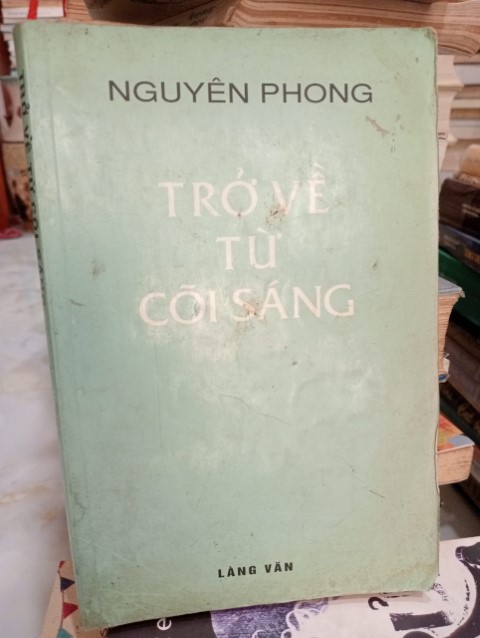 NGUYÊN PHONG
TRỞ VỀ
TỪ
CÕI SÁNG
LÀNG VĂN